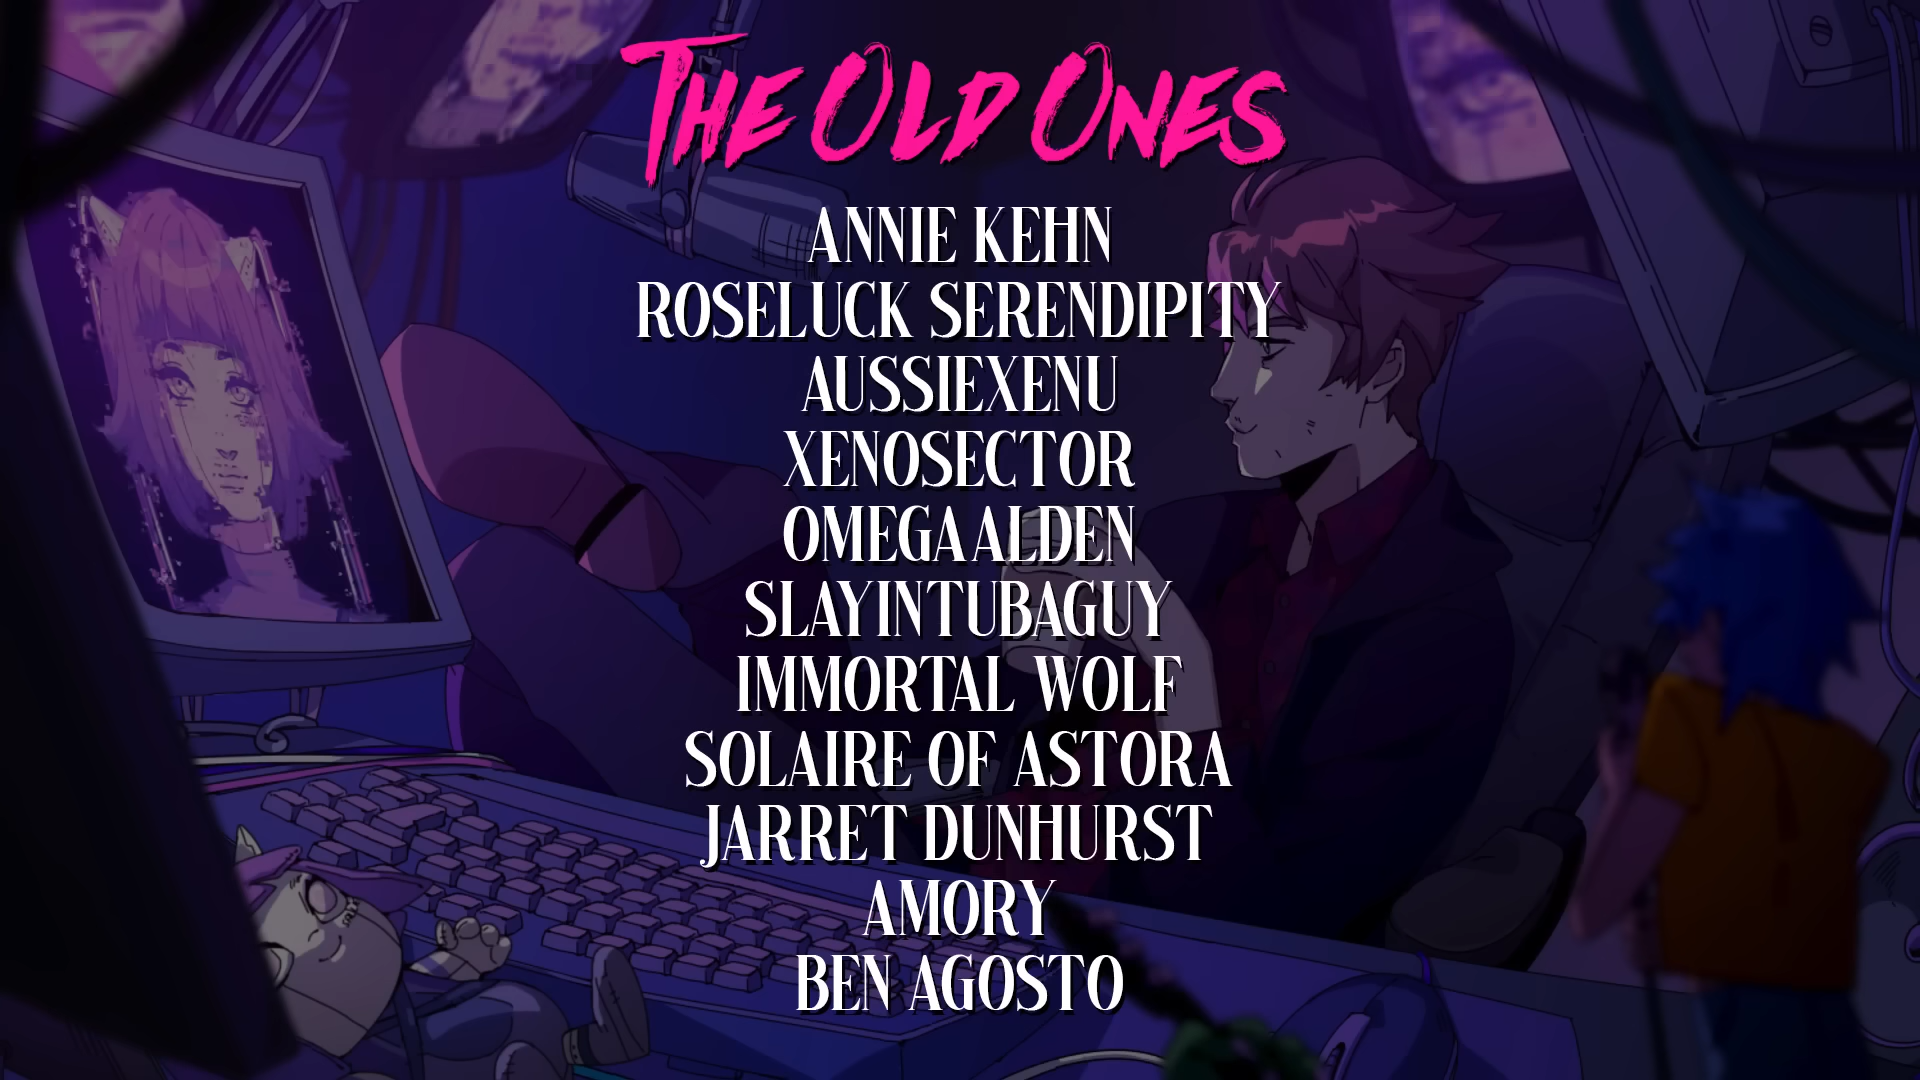 The Old Ones
ANNIE KEHN
ROSELUCK SERENDIPITY
AUSSIEXENU
XENOSECTOR
OMEGAALDEN
SLAYINTUBAGUY
IMMORTAL WOLF
SOLAIRE OF ASTORA
JARRET DUNHURST
AMORY
BEN AGOSTO